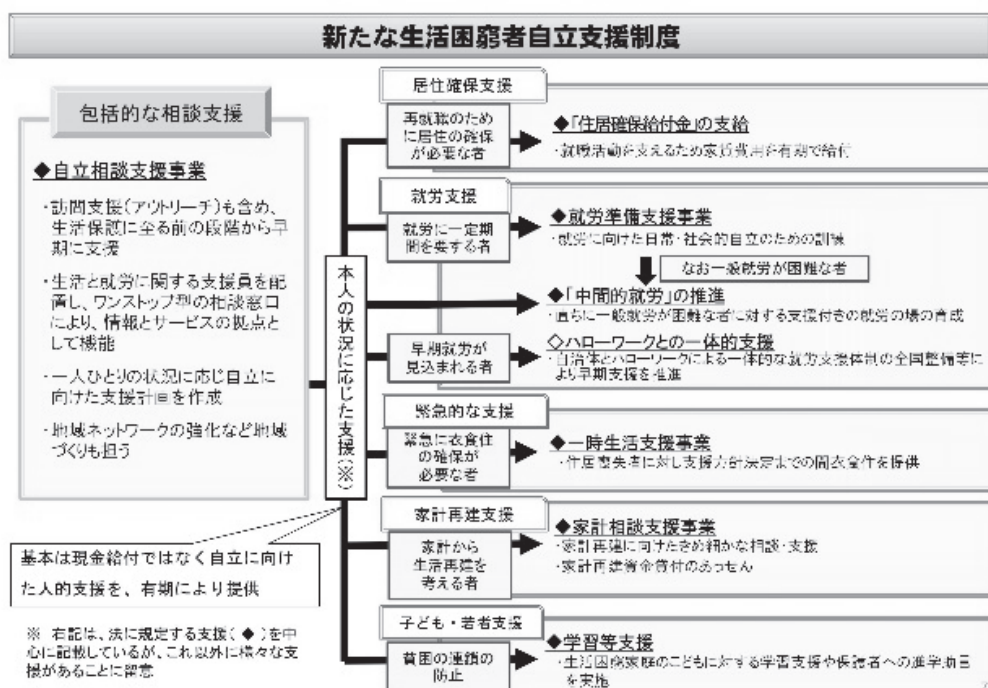 新たな生活困窮者自立支援制度
包括的な相談支援
◆自立相談支援事業
・訪問支援(アウトリーチ)も含め、
生活保護に至る前の段階から早
期に支援
・生活と就労に関する支援員を配
置し、ワンストップ型の相談窓口
により、情報とサービスの拠点と
して機能
・一人ひとりの状況に応じ自立に
向けた支援計画を作成
・地域ネットワークの強化など地域
づくりも担う
基本は現金給付ではなく自立に向け
た人的支援を、有期により提供
※ 右記は、法に規定する支援(◆)を中
心に記載しているが、これ以外に様々な支
援があることに留意
本人の状況に応じた支援(※)
居住確保支援
再就職のため
に居住の確保
が必要な者
◆「住居確保給付金」の支給
・就職活動を支えるため家賃費用を有期で給付
就労支援
就労に一定期
間を要する者
◆就労準備支援事業
・就労に向けた日常・社会的自立のための訓練
なお一般就労が困難な者
◆「中間的就労」の推進
・直ちに一般就労が困難な者に対する支援付きの就労の場の育成
早期就労が
見込まれる者
◇ハローワークとの一体的支援
・自治体とハローワークによる一体的な就労支援体制の全国整備等に
より早期支援を推進
緊急的な支援
緊急に衣食住
の確保が
必要な者
◆一時生活支援事業
・住居喪失者に対し支援方針決定までの間衣食住を提供
家計再建支援
家計から
生活再建を
考える者
◆家計相談支援事業
・家計再建に向けたきめ細かな相談・支援
・家計再建資金貸付のあっせん
子ども・若者支援
貧困の連鎖の
防止
◆学習等支援
・生活困窮家庭のこどもに対する学習支援や保護者への進学助言
を実施
7